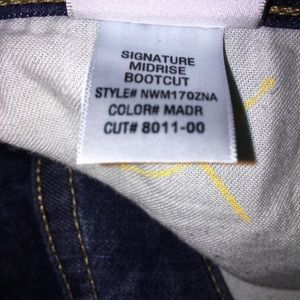 SIGNATURE
MIDRISE
BOOTCUT
STYLE# NWM170ZNA
COLOR# MADR
CUT# 8011-00